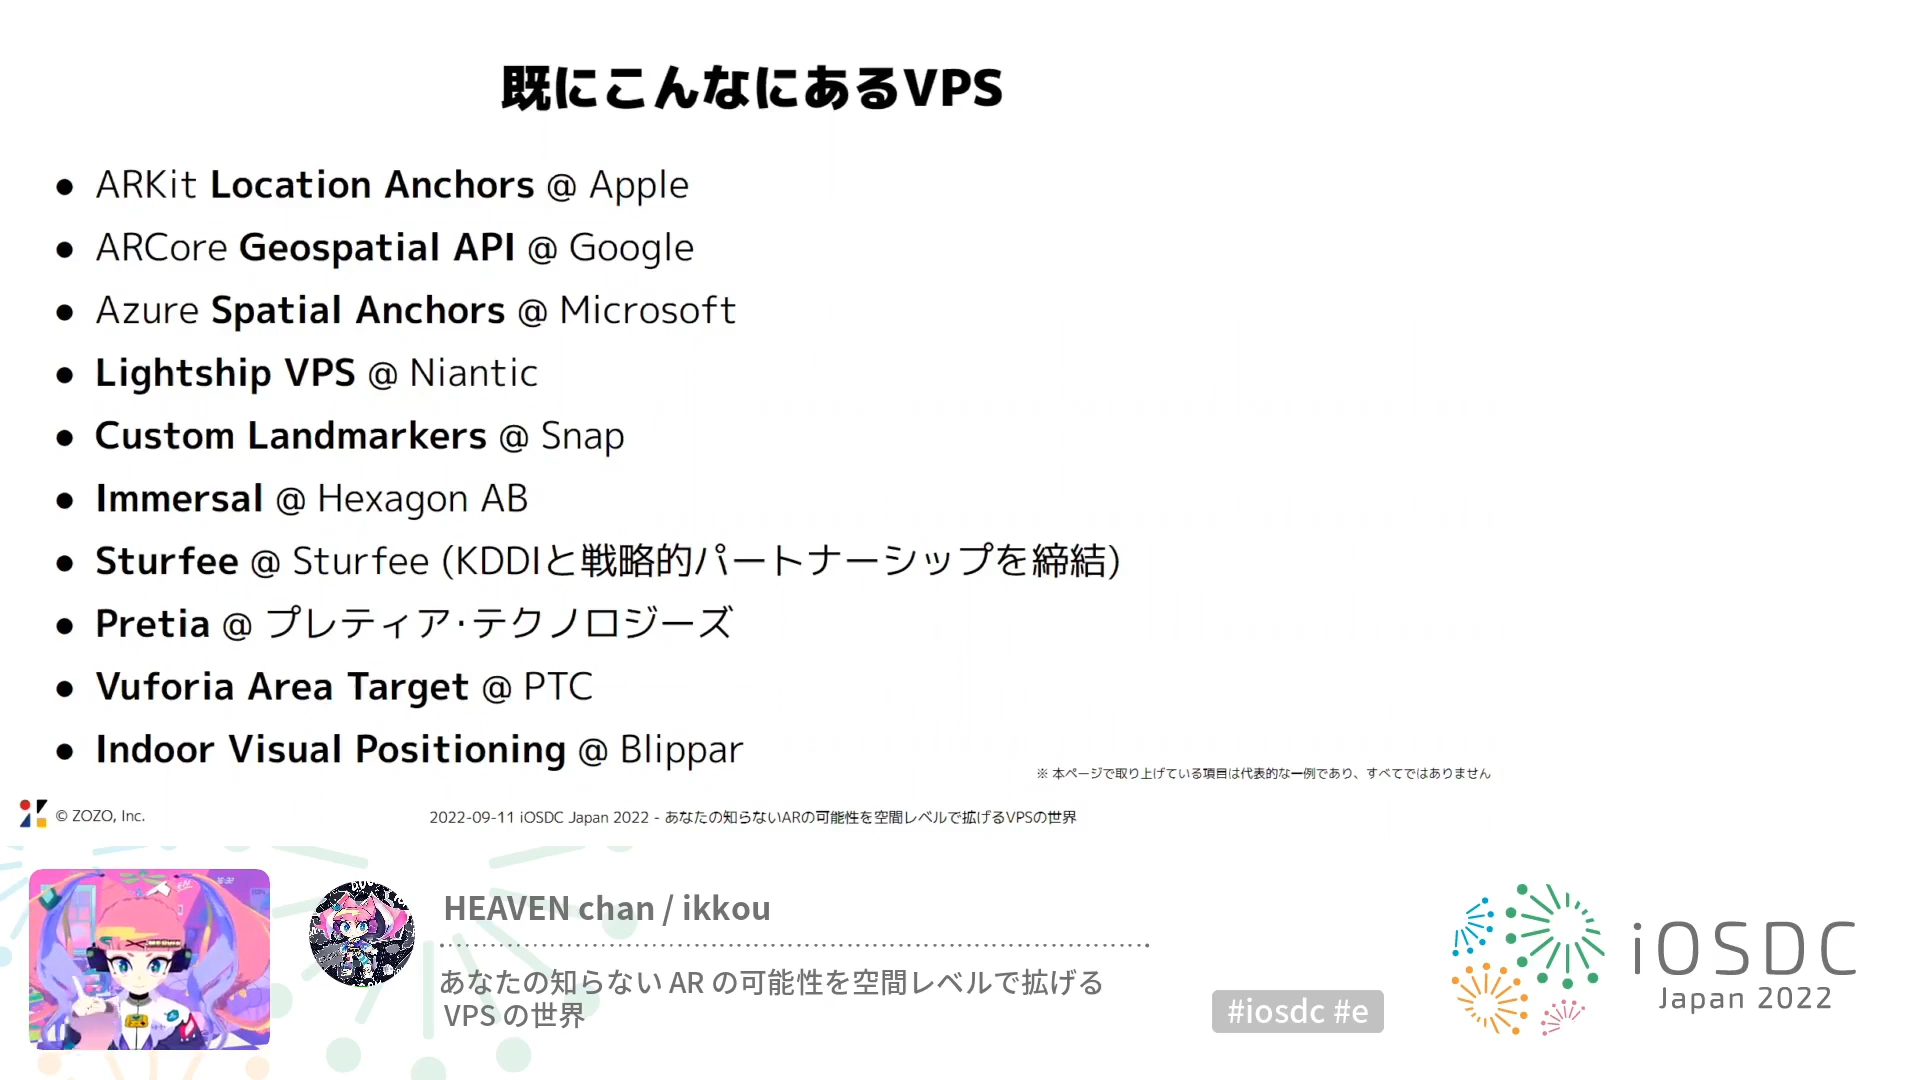 既にこんなにあるVPS
● ARKit Location Anchors @ Apple
● ARCore Geospatial API @ Google
● Azure Spatial Anchors @ Microsoft
● Lightship VPS @ Niantic
● Custom Landmarkers @ Snap
● Immersal @ Hexagon AB
● Sturfee @ Sturfee (KDDIと戦略的パートナーシップを締結)
● Pretia @ プレティア・テクノロジーズ
● Vuforia Area Target @ PTC
● Indoor Visual Positioning @ Blippar
※ 本ページで取り上げている項目は代表的な一例であり、すべてではありません
© ZOZO, Inc.
2022-09-11 iOSDC Japan 2022 - あなたの知らないARの可能性を空間レベルで拡げるVPSの世界
HEAVEN chan / ikkou
あなたの知らない AR の可能性を空間レベルで拡げる
VPS の世界
#iosdc #e
iOSDC
Japan 2022